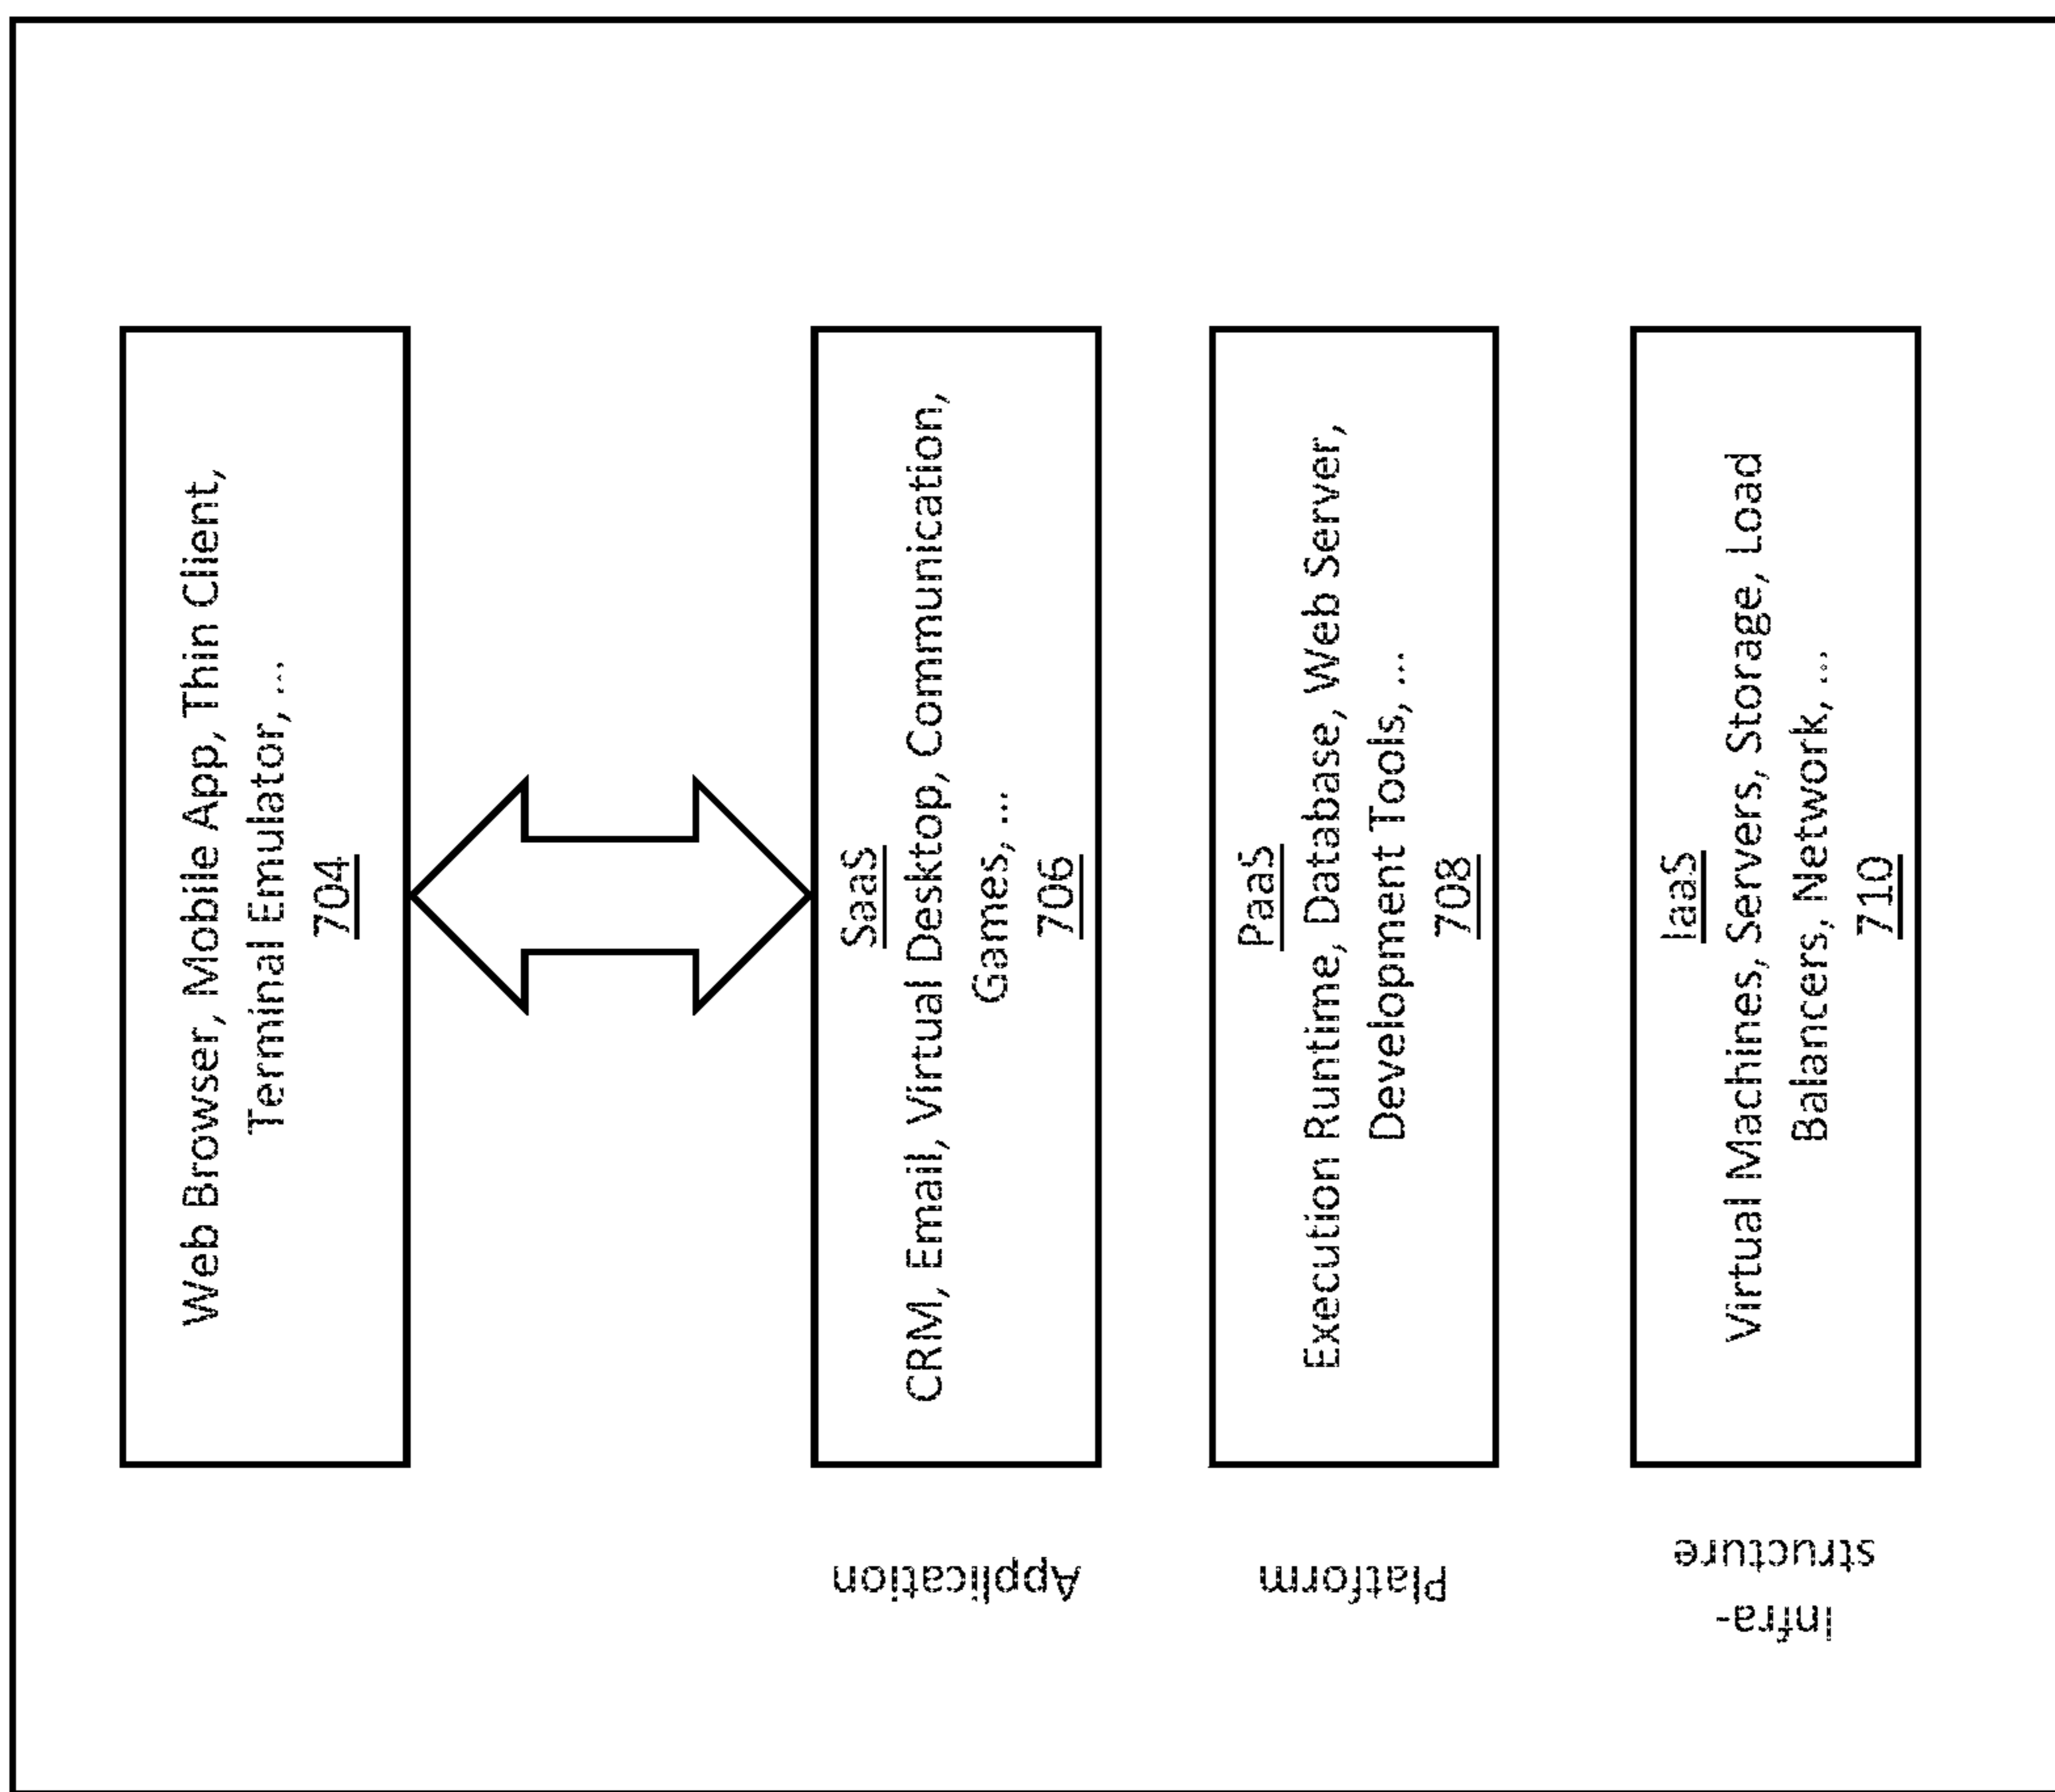 Web Browser, Mobile App, Thin Client,
Terminal Emulator, ...
704
SaaS
CRM, Email, Virtual Desktop, Communication,
Games, ...
706
Application
PaaS
Execution Runtime, Database, Web Server,
Development Tools, ...
708
Platform
IaaS
Virtual Machines, Servers, Storage, Load
Balancers, Network, ...
710
Infra-
structure